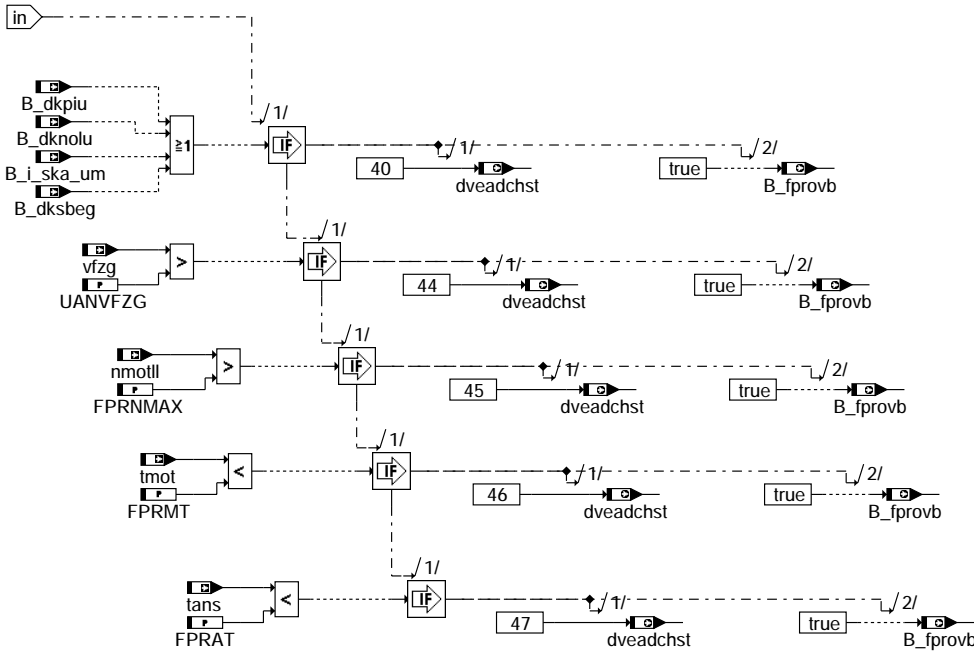 in
B_dkpiu
B_dknolu
B_i_ska_um
B_dksbeg
≥1
/1/
IF
/1/
40
dveadchst
/2/
true
B_fprovb
vfzg
P
UANVFZG
>
/1/
IF
/1/
44
dveadchst
/2/
true
B_fprovb
nmotll
P
FPRNMAX
>
/1/
IF
/1/
45
dveadchst
/2/
true
B_fprovb
tmot
P
FPRMT
<
/1/
IF
/1/
46
dveadchst
/2/
true
B_fprovb
tans
P
FPRAT
<
/1/
IF
/1/
47
dveadchst
/2/
true
B_fprovb